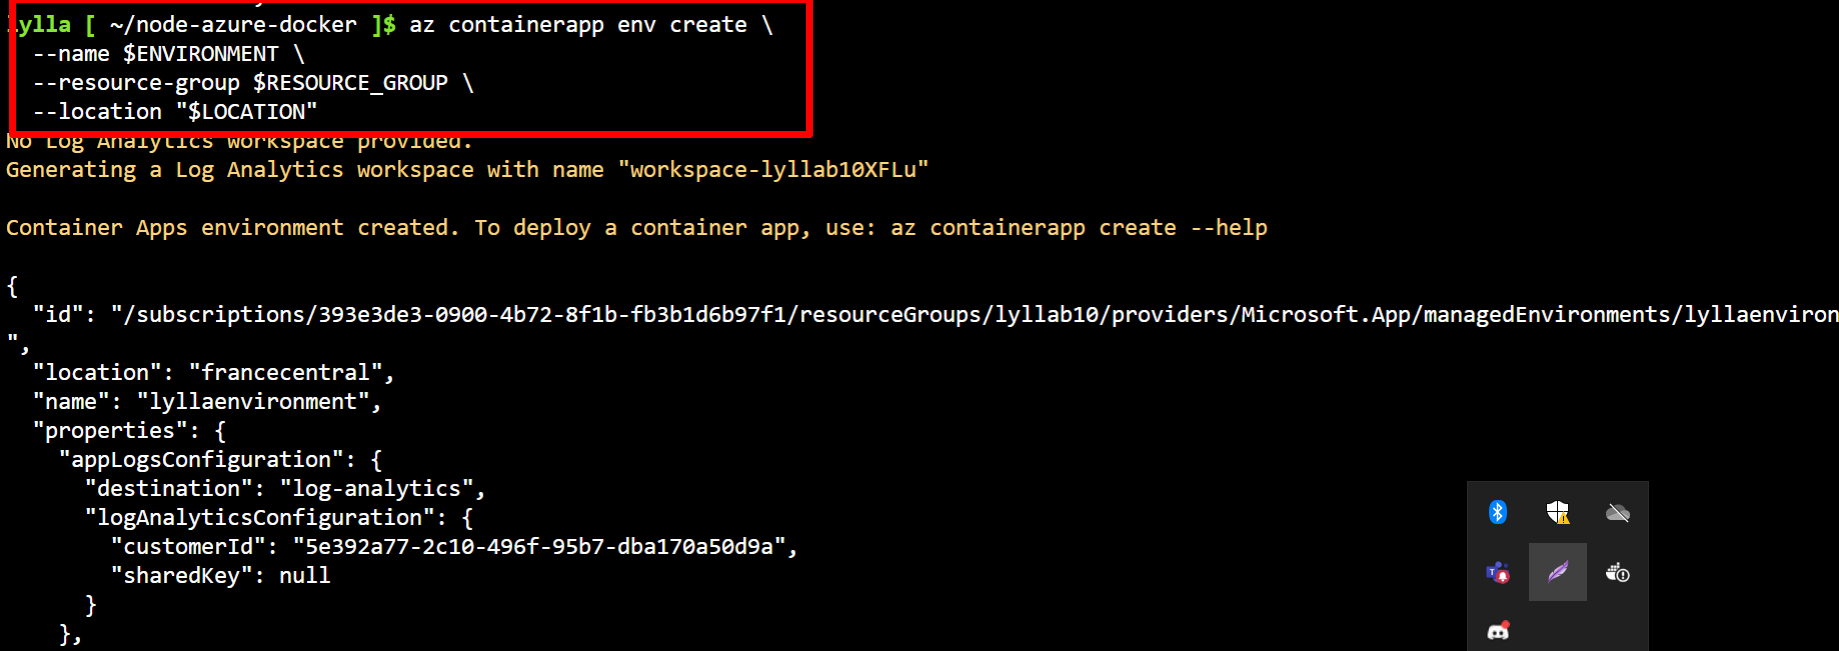 lylla [ ~/node-azure-docker ]$ az containerapp env create \
  --name $ENVIRONMENT \
  --resource-group $RESOURCE_GROUP \
  --location "$LOCATION"
No Log Analytics workspace provided.
Generating a Log Analytics workspace with name "workspace-lyllab10XFLu"
Container Apps environment created. To deploy a container app, use: az containerapp create --help
{
  "id": "/subscriptions/393e3de3-0900-4b72-8f1b-fb3b1d6b97f1/resourceGroups/lyllab10/providers/Microsoft.App/managedEnvironments/lyllaenviron
",
  "location": "francecentral",
  "name": "lyllaenvironment",
  "properties": {
    "appLogsConfiguration": {
      "destination": "log-analytics",
      "logAnalyticsConfiguration": {
        "customerId": "5e392a77-2c10-496f-95b7-dba170a50d9a",
        "sharedKey": null
      }
    },